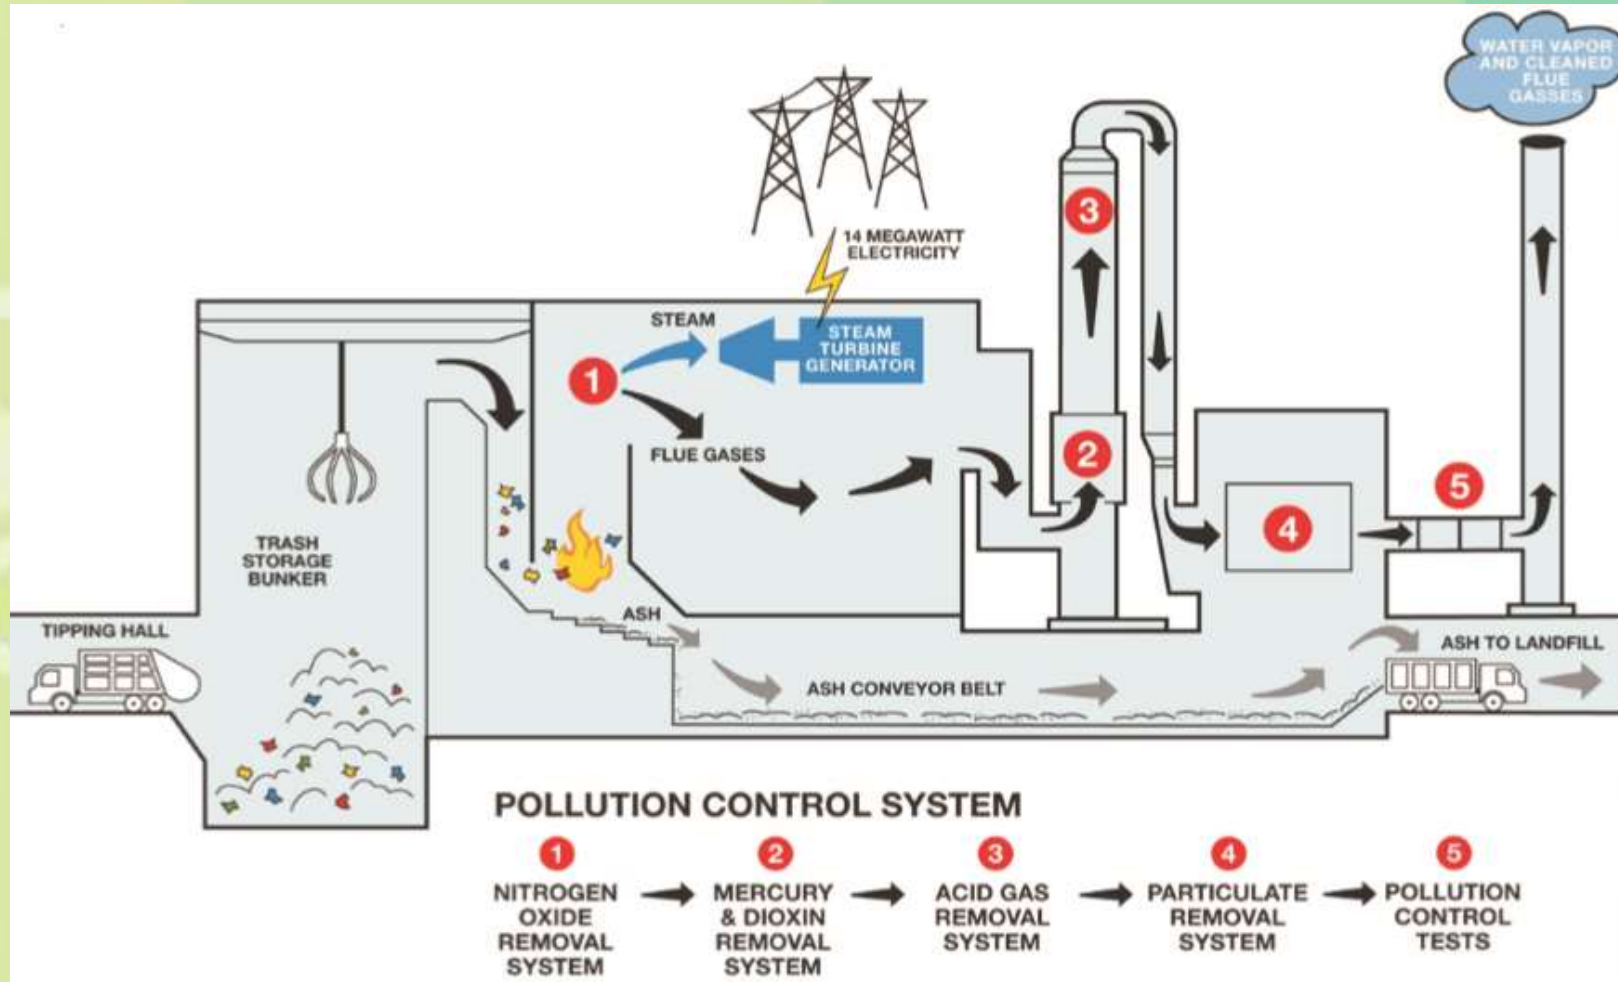 WATER VAPOR
AND CLEANED
FLUE
GASSES
14 MEGAWATT
ELECTRICITY
3
STEAM
STEAM
TURBINE
GENERATOR
1
FLUE GASES
2
5
4
TRASH
STORAGE
BUNKER
ASH
TIPPING HALL
ASH TO LANDFILL
ASH CONVEYOR BELT
POLLUTION CONTROL SYSTEM
1
NITROGEN
OXIDE
REMOVAL
SYSTEM
2
MERCURY
& DIOXIN
REMOVAL
SYSTEM
3
ACID GAS
REMOVAL
SYSTEM
4
PARTICULATE
REMOVAL
SYSTEM
5
POLLUTION
CONTROL
TESTS